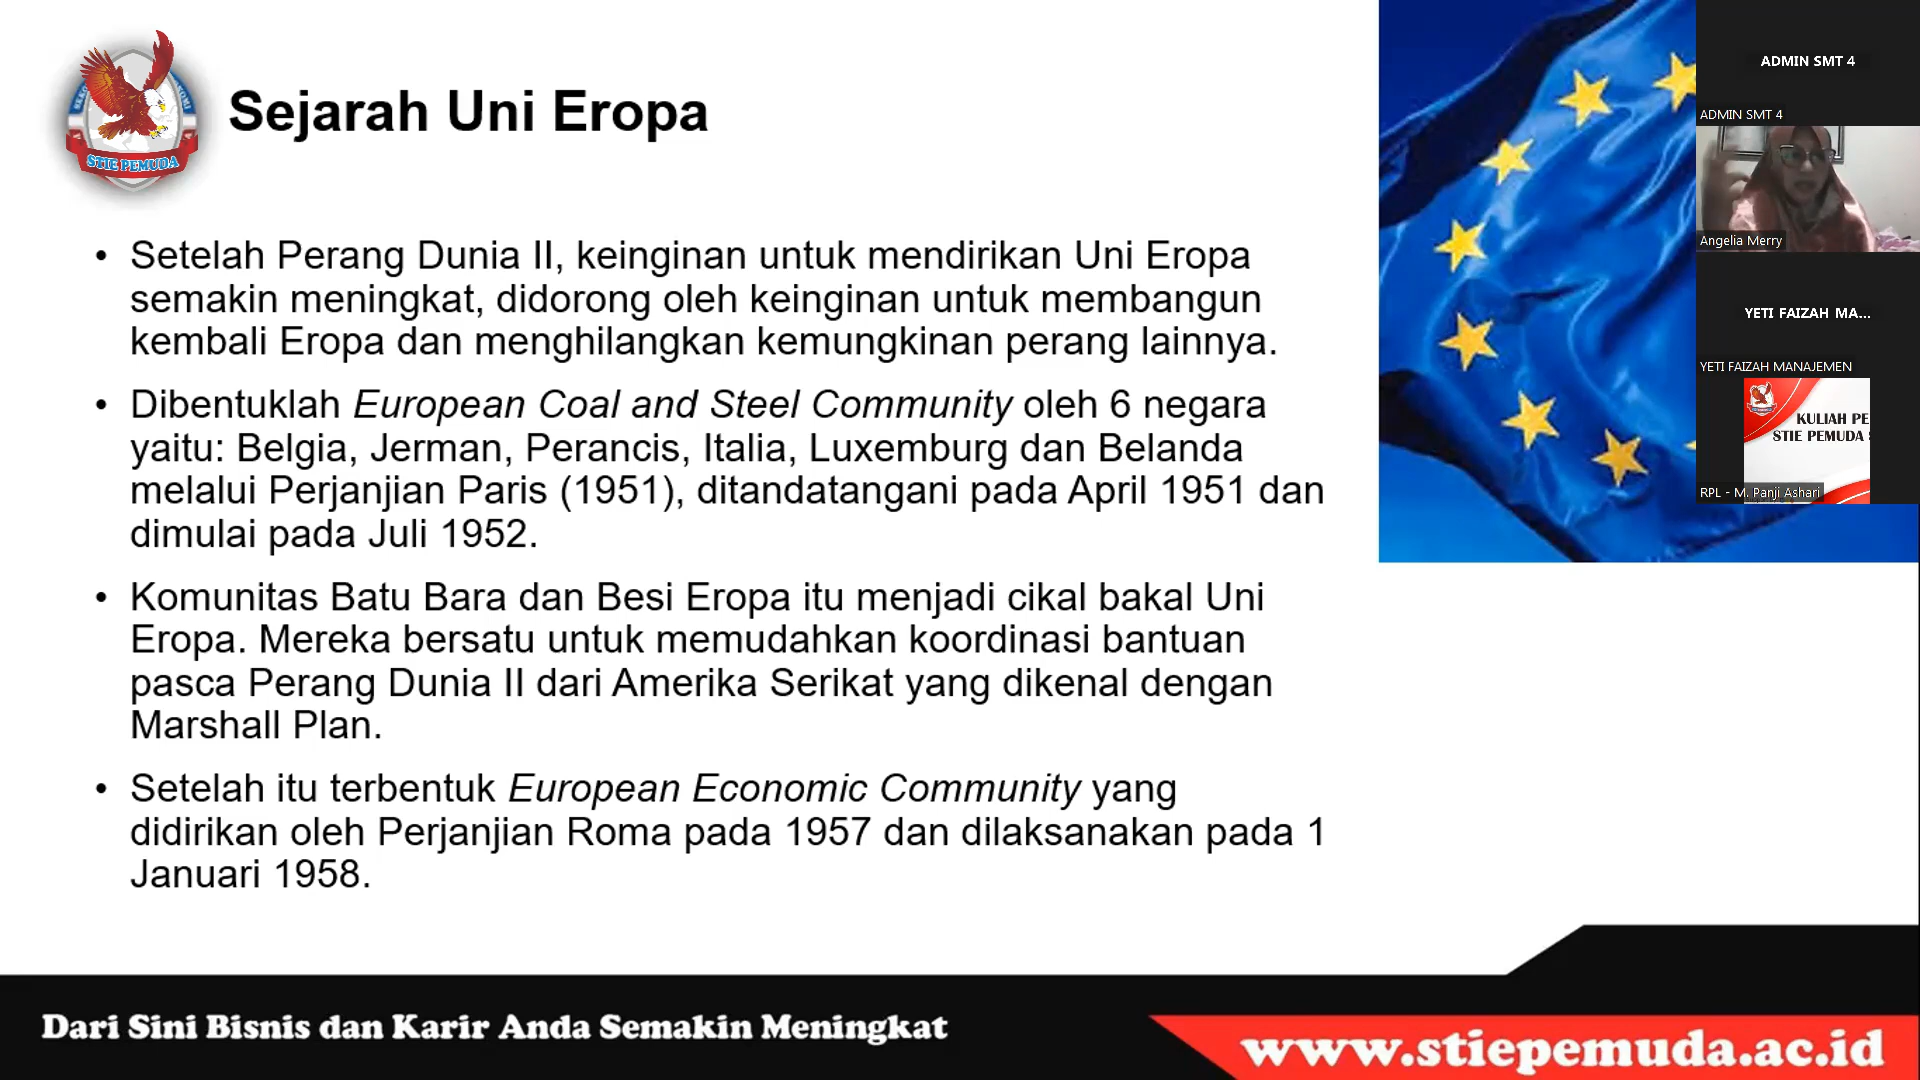 STIE PEMUDA
Sejarah Uni Eropa
• Setelah Perang Dunia II, keinginan untuk mendirikan Uni Eropa
semakin meningkat, didorong oleh keinginan untuk membangun
kembali Eropa dan menghilangkan kemungkinan perang lainnya.
• Dibentuklah European Coal and Steel Community oleh 6 negara
yaitu: Belgia, Jerman, Perancis, Italia, Luxemburg dan Belanda
melalui Perjanjian Paris (1951), ditandatangani pada April 1951 dan
dimulai pada Juli 1952.
• Komunitas Batu Bara dan Besi Eropa itu menjadi cikal bakal Uni
Eropa. Mereka bersatu untuk memudahkan koordinasi bantuan
pasca Perang Dunia II dari Amerika Serikat yang dikenal dengan
Marshall Plan.
• Setelah itu terbentuk European Economic Community yang
didirikan oleh Perjanjian Roma pada 1957 dan dilaksanakan pada 1
Januari 1958.
ADMIN SMT 4
ADMIN SMT 4
Angelia Merry
YETI FAIZAH MA...
YETI FAIZAH MANAJEMEN
KULIAH PE
STIE PEMUDA
RPL - M. Panji Ashari
Dari Sini Bisnis dan Karir Anda Semakin Meningkat
www.stiepemuda.ac.id